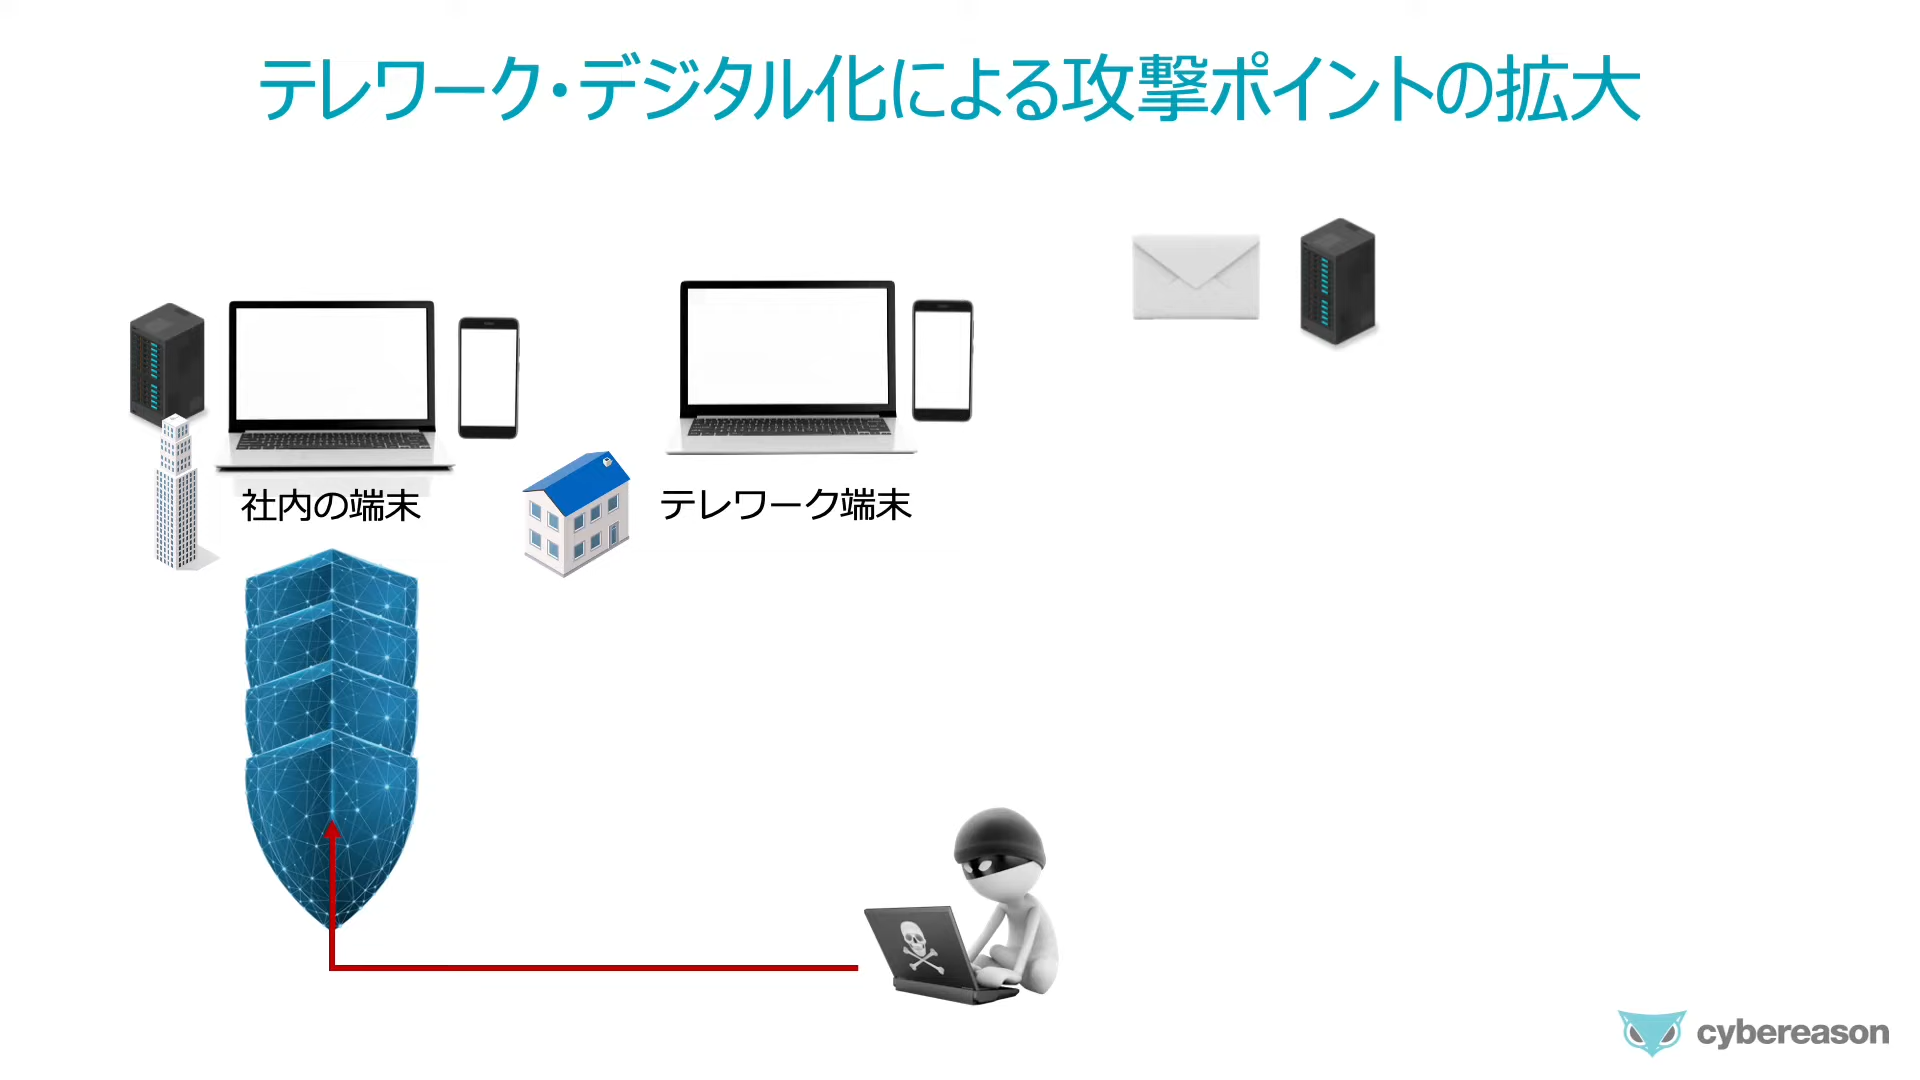 テレワーク・デジタル化による攻撃ポイントの拡大
社内の端末
テレワーク端末
cybereason